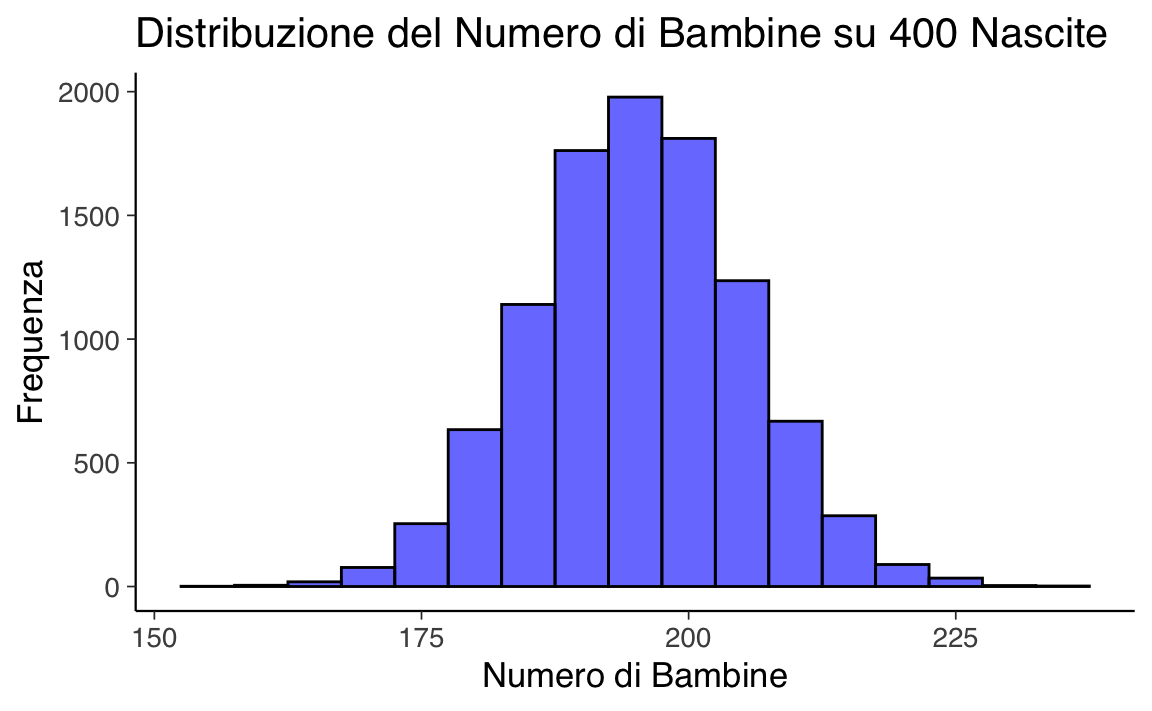 Distribuzione del Numero di Bambine su 400 Nascite
2000
1500
1000
500
0
Frequenza
150 175 200 225
Numero di Bambine